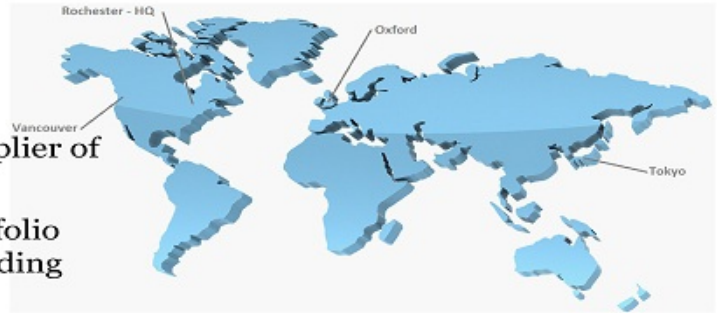 Rochester - HQ
Oxford
Vancouver
plier of
Tokyo
folio
ding